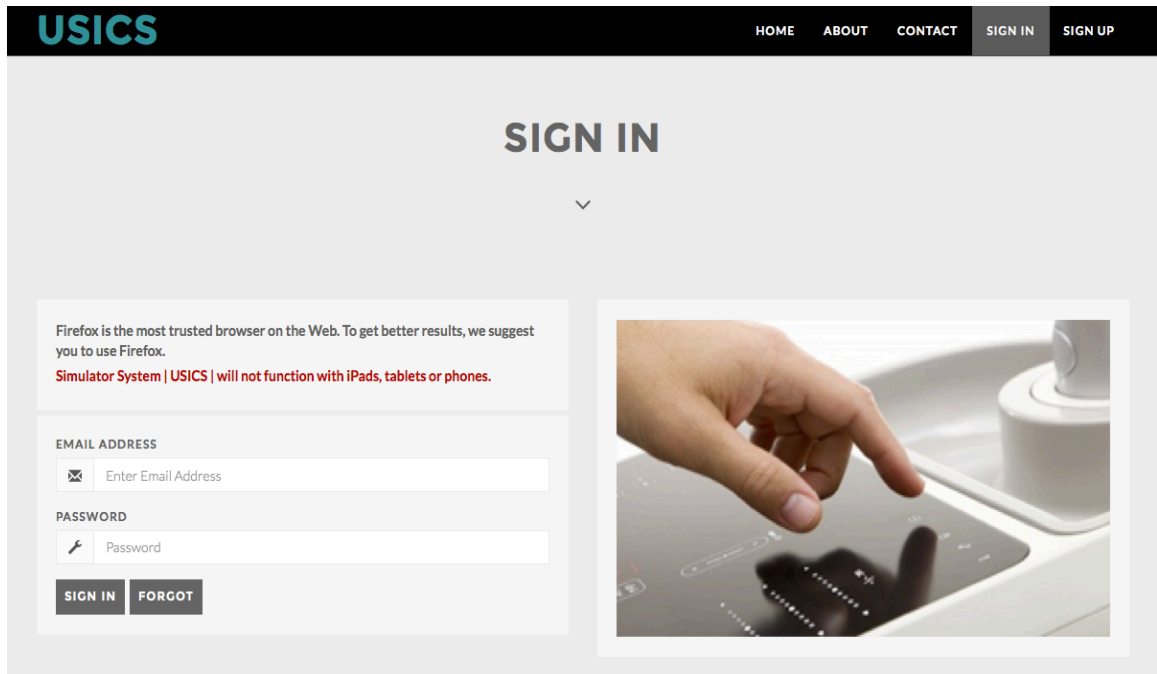 USICS
HOME ABOUT CONTACT SIGN IN SIGN UP
SIGN IN
Firefox is the most trusted browser on the Web. To get better results, we suggest
you to use Firefox.
Simulator System | USICS | will not function with iPads, tablets or phones.
EMAIL ADDRESS
Enter Email Address
PASSWORD
Password
SIGN IN FORGOT